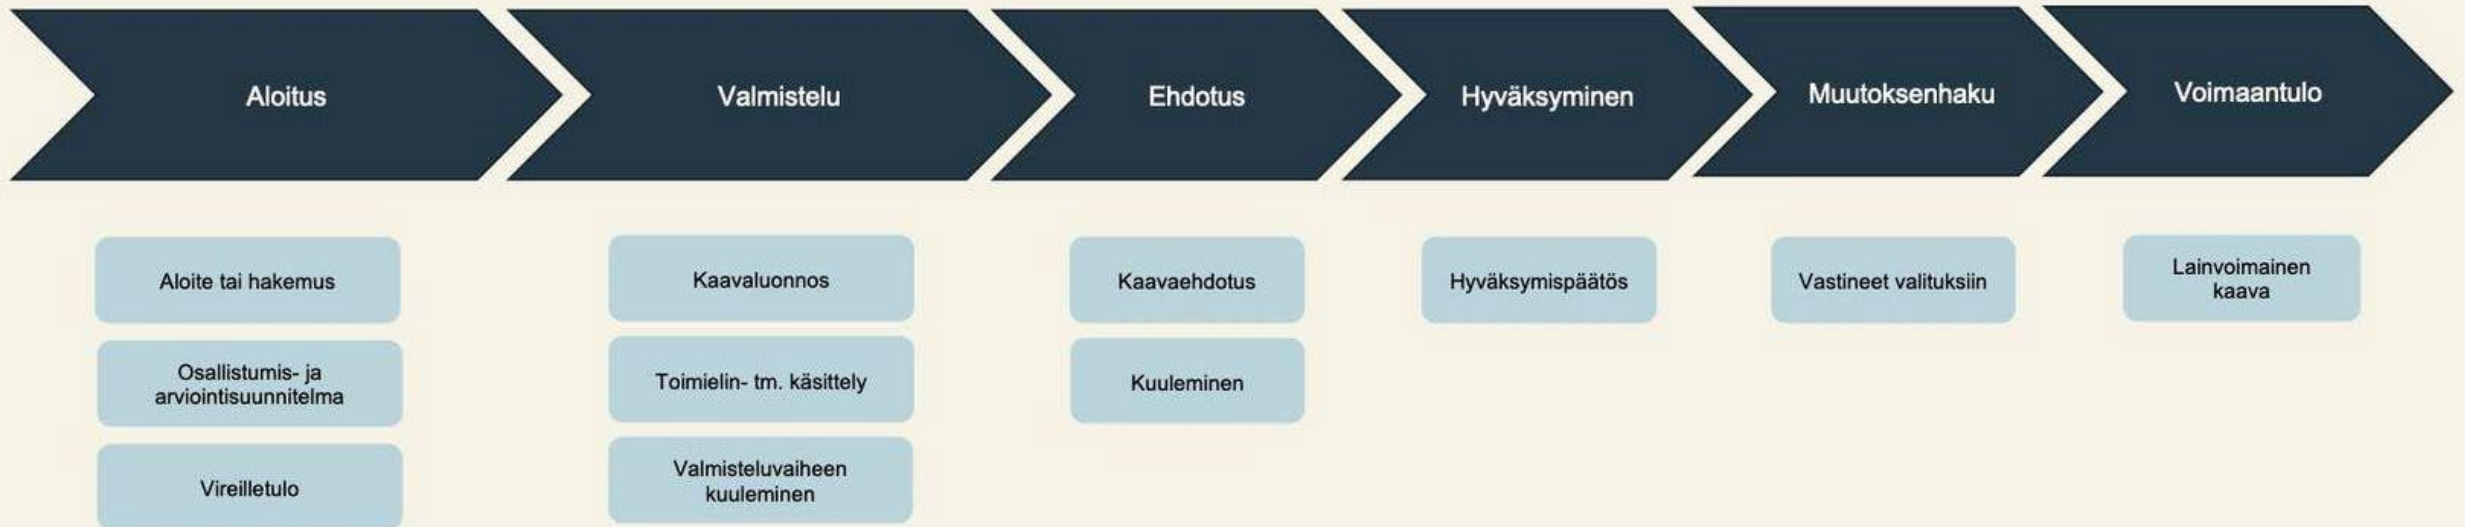 Aloitus
Valmistelu
Ehdotus
Hyväksyminen
Muutoksenhaku
Voimaantulo
Aloite tai hakemus
Osallistumis- ja
arviointisuunnitelma
Vireilletulo
Kaavaluonnos
Toimielin- tm. käsittely
Valmisteluvaiheen
kuuleminen
Kaavaehdotus
Kuuleminen
Hyväksymispäätös
Vastineet valituksiin
Lainvoimainen
kaava